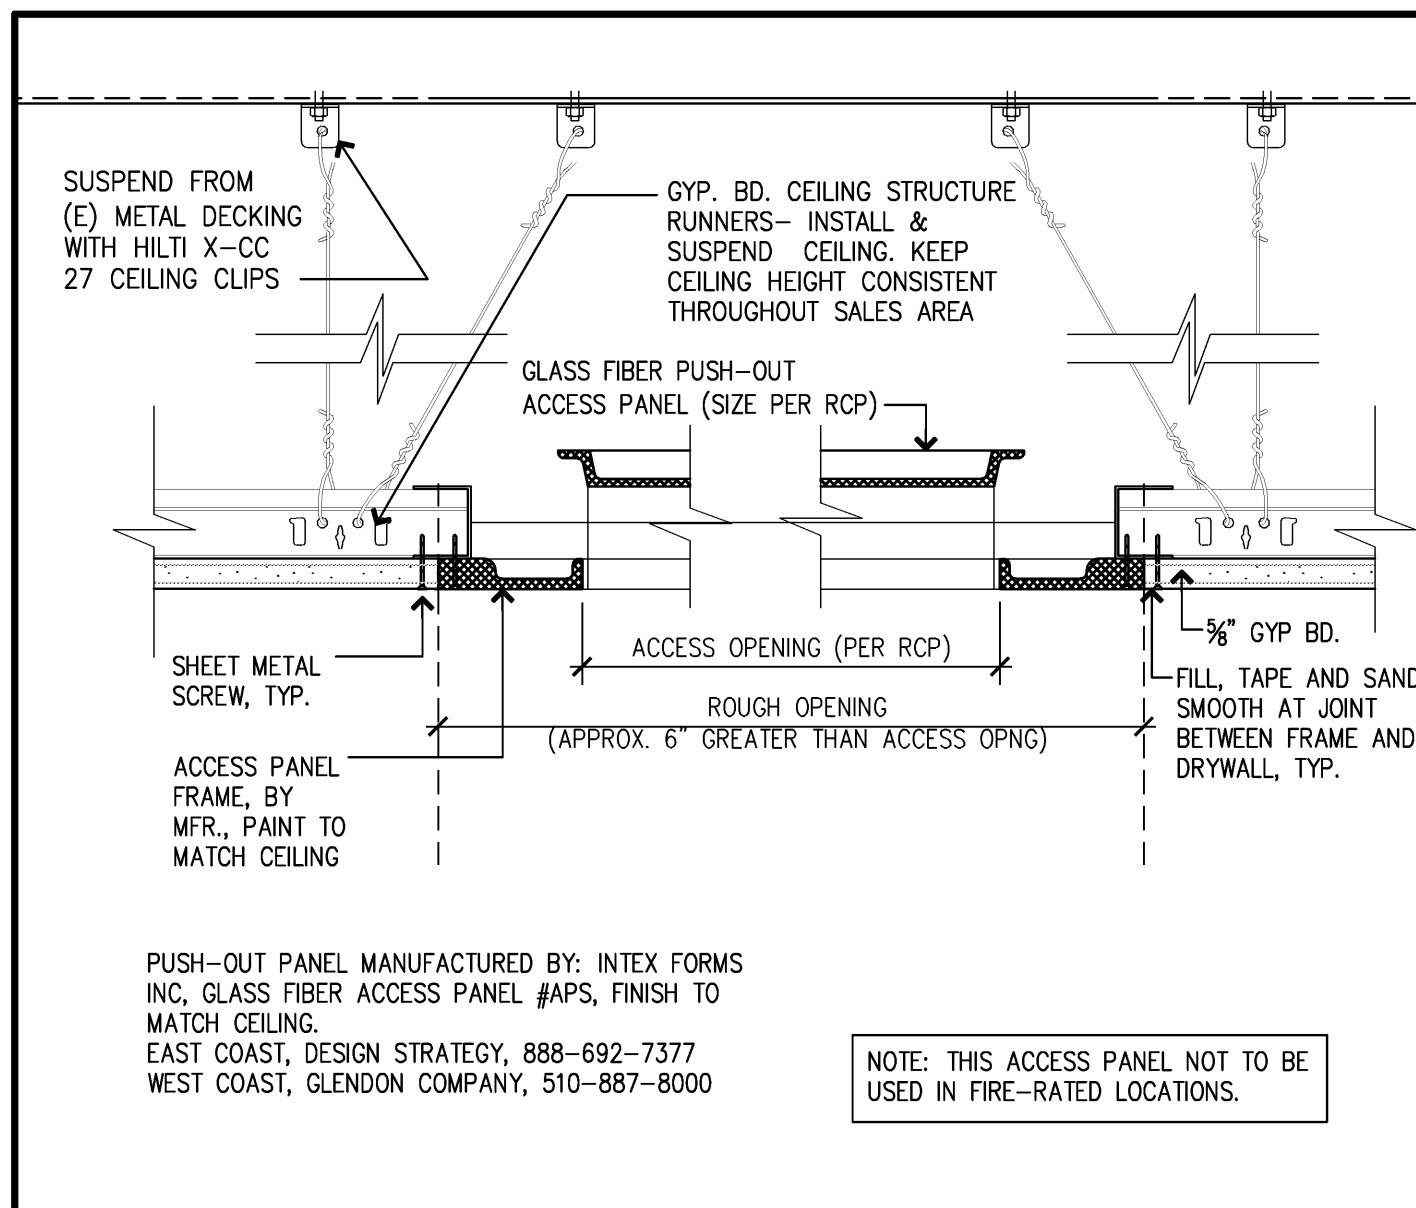 SUSPEND FROM
(E) METAL DECKING
WITH HILTI X-CC
27 CEILING CLIPS
GYP. BD. CEILING STRUCTURE
RUNNERS- INSTALL &
SUSPEND CEILING. KEEP
CEILING HEIGHT CONSISTENT
THROUGHOUT SALES AREA
GLASS FIBER PUSH-OUT
ACCESS PANEL (SIZE PER RCP)
SHEET METAL
SCREW, TYP.
ACCESS OPENING (PER RCP)
5/8" GYP BD.
ROUGH OPENING
(APPROX. 6" GREATER THAN ACCESS OPNG)
FILL, TAPE AND SAND
SMOOTH AT JOINT
BETWEEN FRAME AND
DRYWALL, TYP.
ACCESS PANEL
FRAME, BY
MFR., PAINT TO
MATCH CEILING
PUSH-OUT PANEL MANUFACTURED BY: INTEX FORMS
INC, GLASS FIBER ACCESS PANEL #APS, FINISH TO
MATCH CEILING.
EAST COAST, DESIGN STRATEGY, 888-692-7377
WEST COAST, GLENDON COMPANY, 510-887-8000
NOTE: THIS ACCESS PANEL NOT TO BE
USED IN FIRE-RATED LOCATIONS.